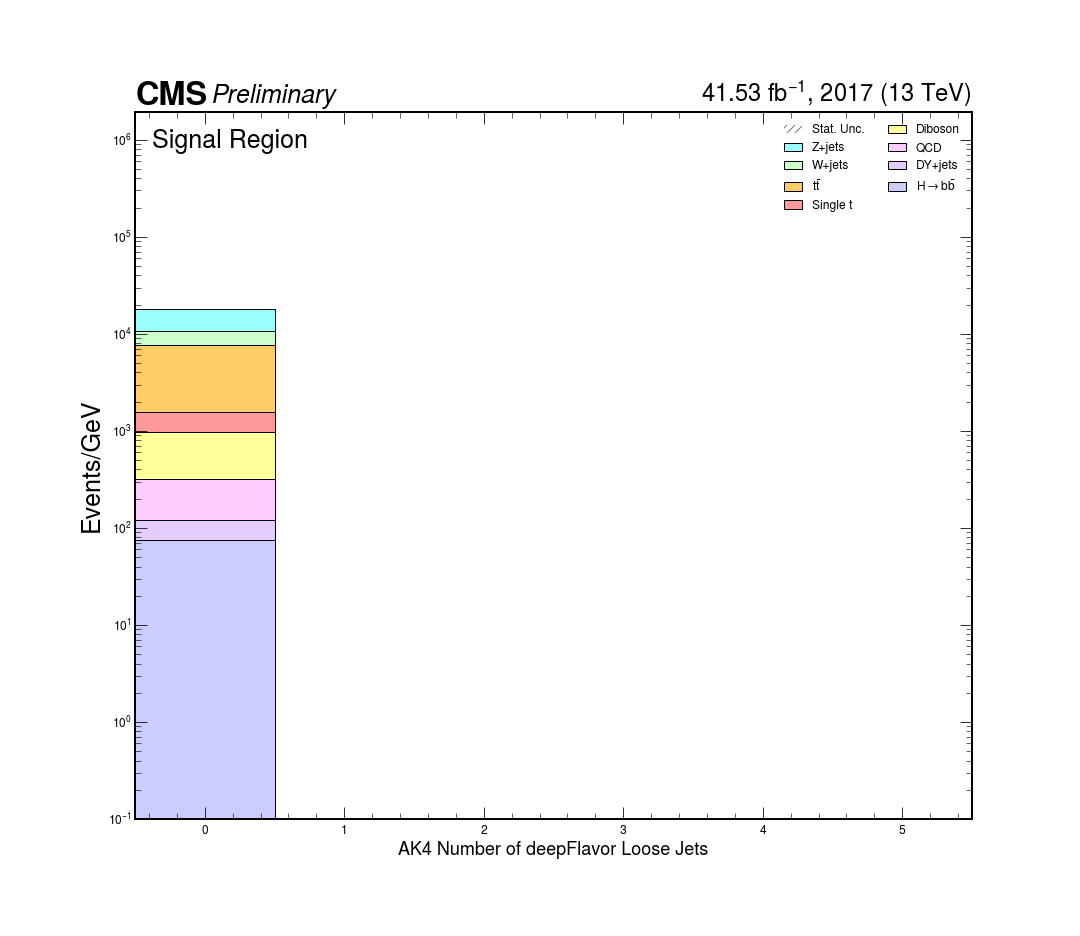 CMS Preliminary 41.53 fb⁻¹, 2017 (13 TeV)
Signal Region
Stat. Unc.
Z+jets
W+jets
tt̄
Single t
Diboson
QCD
DY+jets
H→bb̄
10⁶
10⁵
10⁴
10³
10²
10¹
10⁰
10⁻¹
Events/GeV
0 1 2 3 4 5
AK4 Number of deepFlavor Loose Jets